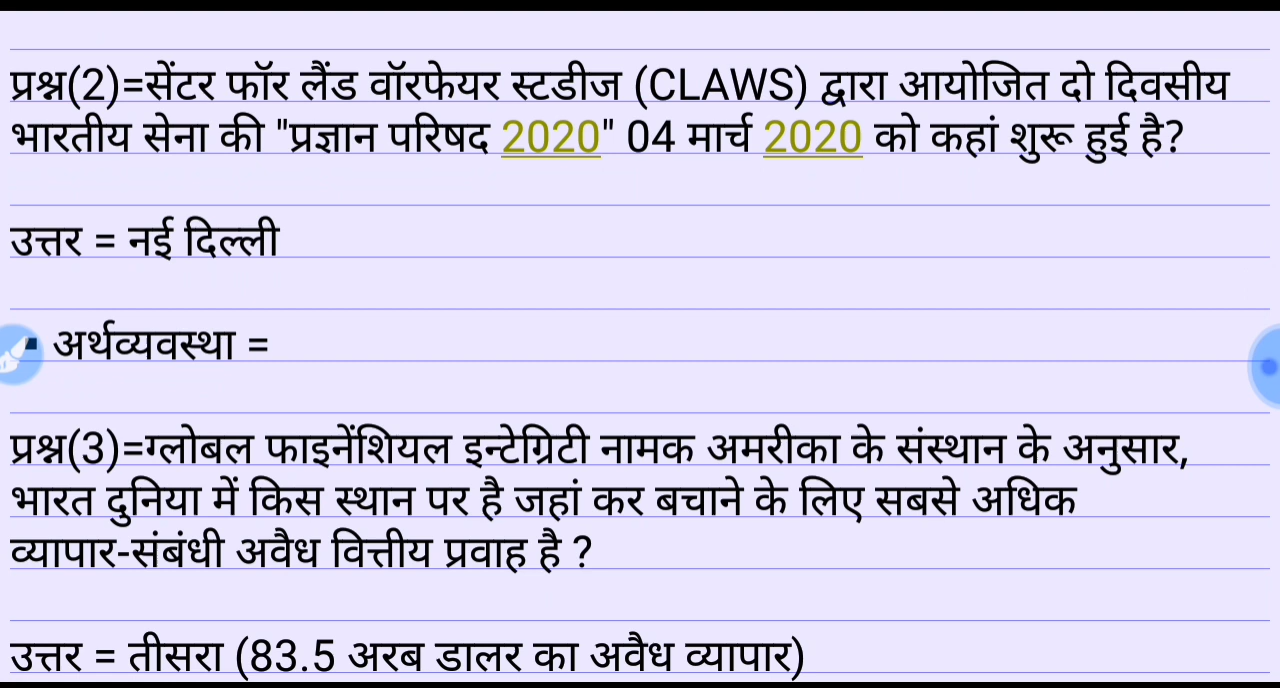 प्रश्न(2)=सेंटर फॉर लैंड वॉरफेयर स्टडीज (CLAWS) द्वारा आयोजित दो दिवसीय
भारतीय सेना की "प्रज्ञान परिषद 2020" 04 मार्च 2020 को कहां शुरू हुई है?
उत्तर = नई दिल्ली
▪ अर्थव्यवस्था =
प्रश्न(3)=ग्लोबल फाइनेंशियल इन्टेग्रिटी नामक अमरीका के संस्थान के अनुसार,
भारत दुनिया में किस स्थान पर है जहां कर बचाने के लिए सबसे अधिक
व्यापार-संबंधी अवैध वित्तीय प्रवाह है ?
उत्तर = तीसरा (83.5 अरब डालर का अवैध व्यापार)